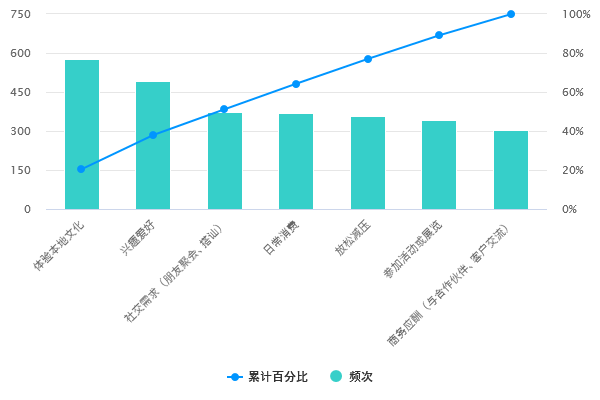 750
600
450
300
150
0
100%
80%
60%
40%
20%
0%
体验本地文化
兴趣爱好
社交需求（朋友聚会、搭讪）
日常消费
放松减压
参加活动或展览
商务应酬（与合作伙伴、客户交流）
累计百分比
频次